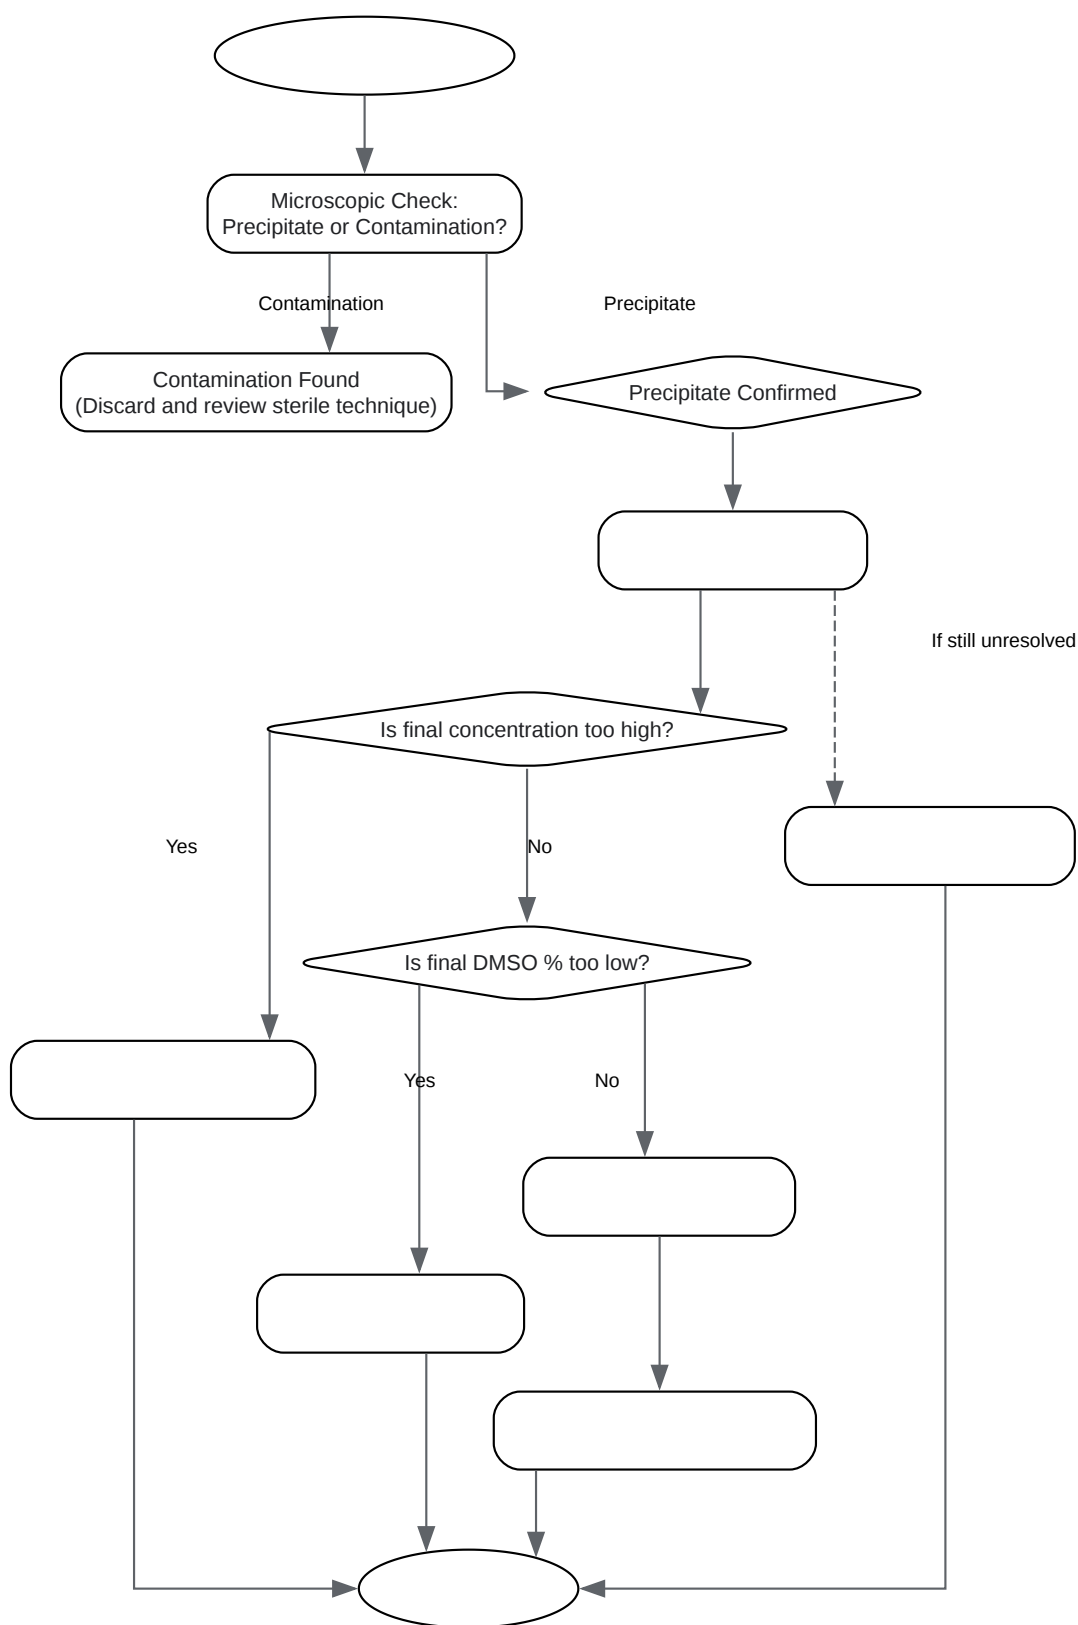 Microscopic Check:
Precipitate or Contamination?
Contamination
Precipitate
Contamination Found
(Discard and review sterile technique)
Precipitate Confirmed
If still unresolved
Is final concentration too high?
Yes
No
Is final DMSO % too low?
Yes
No